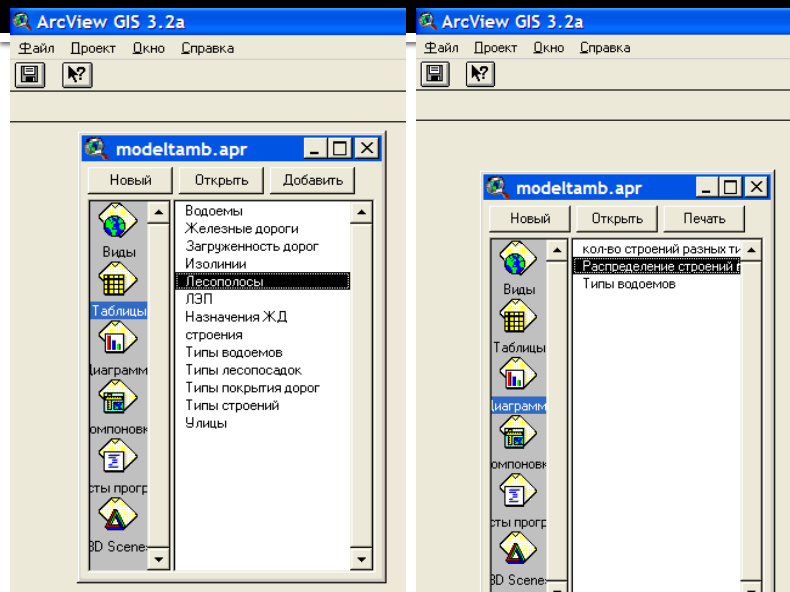 ArcView GIS 3.2a
Файл Проект Окно Справка
modeltamb.apr
Новый Открыть Добавить
Виды
Таблицы
Диаграмм
омпоновк
сты прогр
3D Scenes
Водоемы
Железные дороги
Загруженность дорог
Изолинии
Лесополосы
ЛЭП
Назначения ЖД
строения
Типы водоемов
Типы лесопосадок
Типы покрытия дорог
Типы строений
Улицы
ArcView GIS 3.2a
Файл Проект Окно Справка
modeltamb.apr
Новый Открыть Печать
Виды
Таблицы
Диаграмм
омпоновк
сты прогр
3D Scenes
кол-во строений разных ти
Распределение строений
Типы водоемов